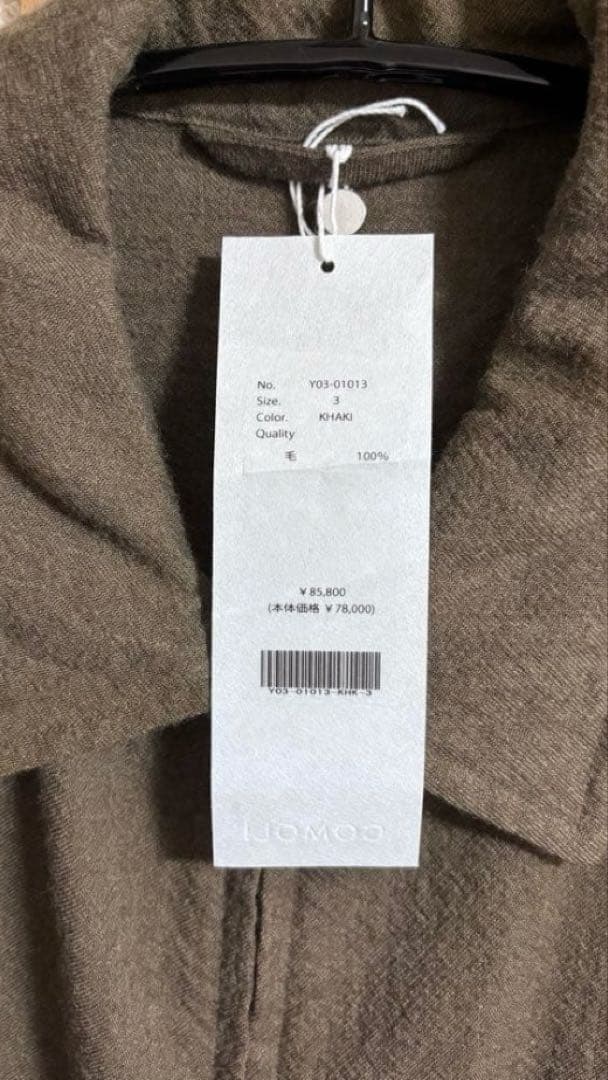 No. Y03-01013
Size. 3
Color. KHAKI
Quality
毛 100%
￥85,800
(本体価格 ￥78,000)
Y03-01013-KHK-3
COMOLI